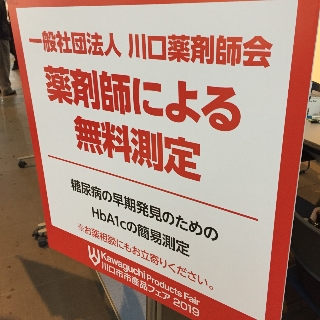 一般社団法人 川口薬剤師会
薬剤師による
無料測定
糖尿病の早期発見のための
HbA1cの簡易測定
※お薬相談にもお立寄りください。
Kawaguchi Products Fair
川口市市産品フェア 2019